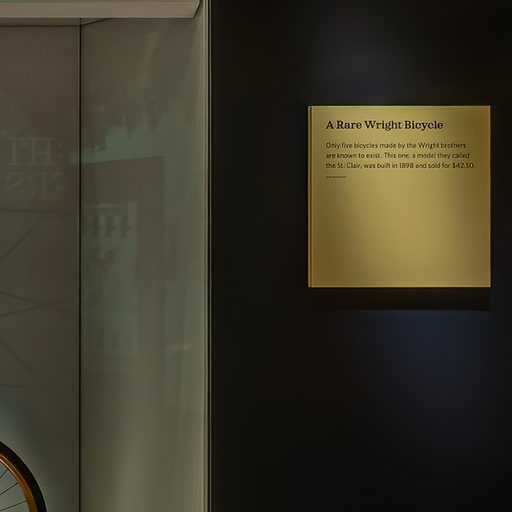 A Rare Wright Bicycle
Only five bicycles made by the Wright brothers
are known to exist. This one, a model they called
the St. Clair, was built in 1898 and sold for $42.50.